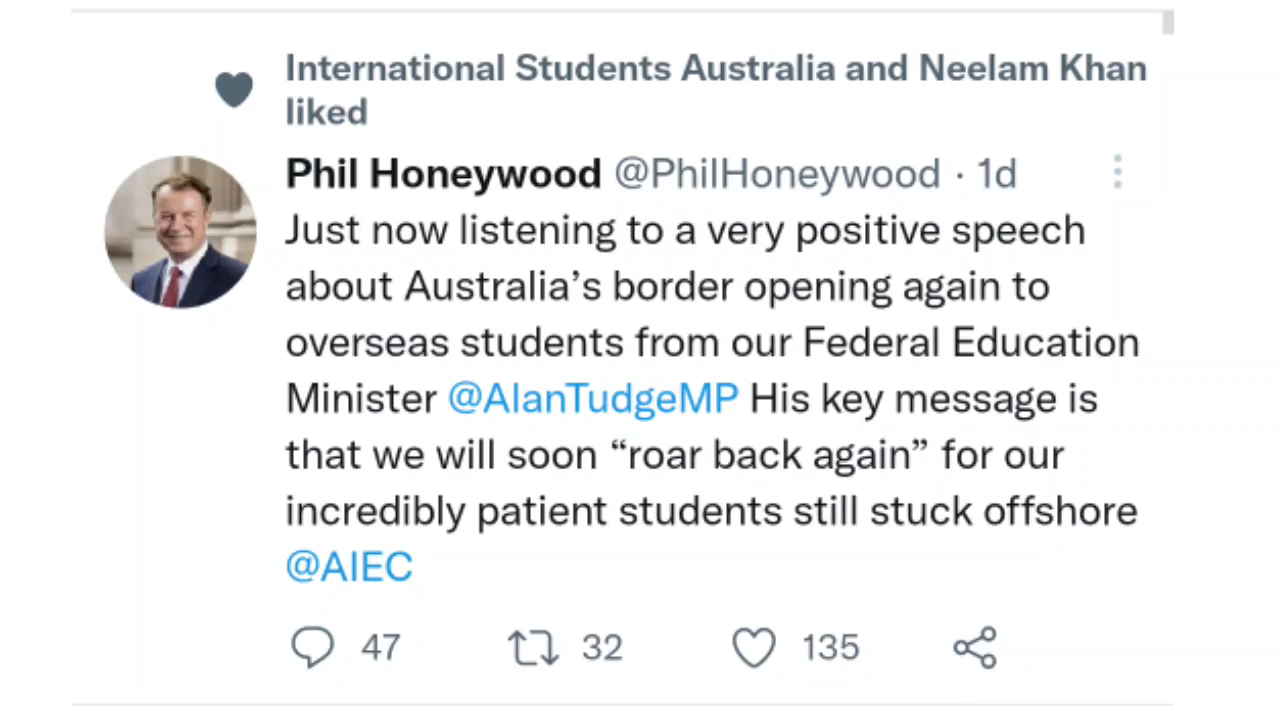 International Students Australia and Neelam Khan
liked
Phil Honeywood @PhilHoneywood · 1d
Just now listening to a very positive speech
about Australia’s border opening again to
overseas students from our Federal Education
Minister @AlanTudgeMP His key message is
that we will soon “roar back again” for our
incredibly patient students still stuck offshore
@AIEC
47 32 135